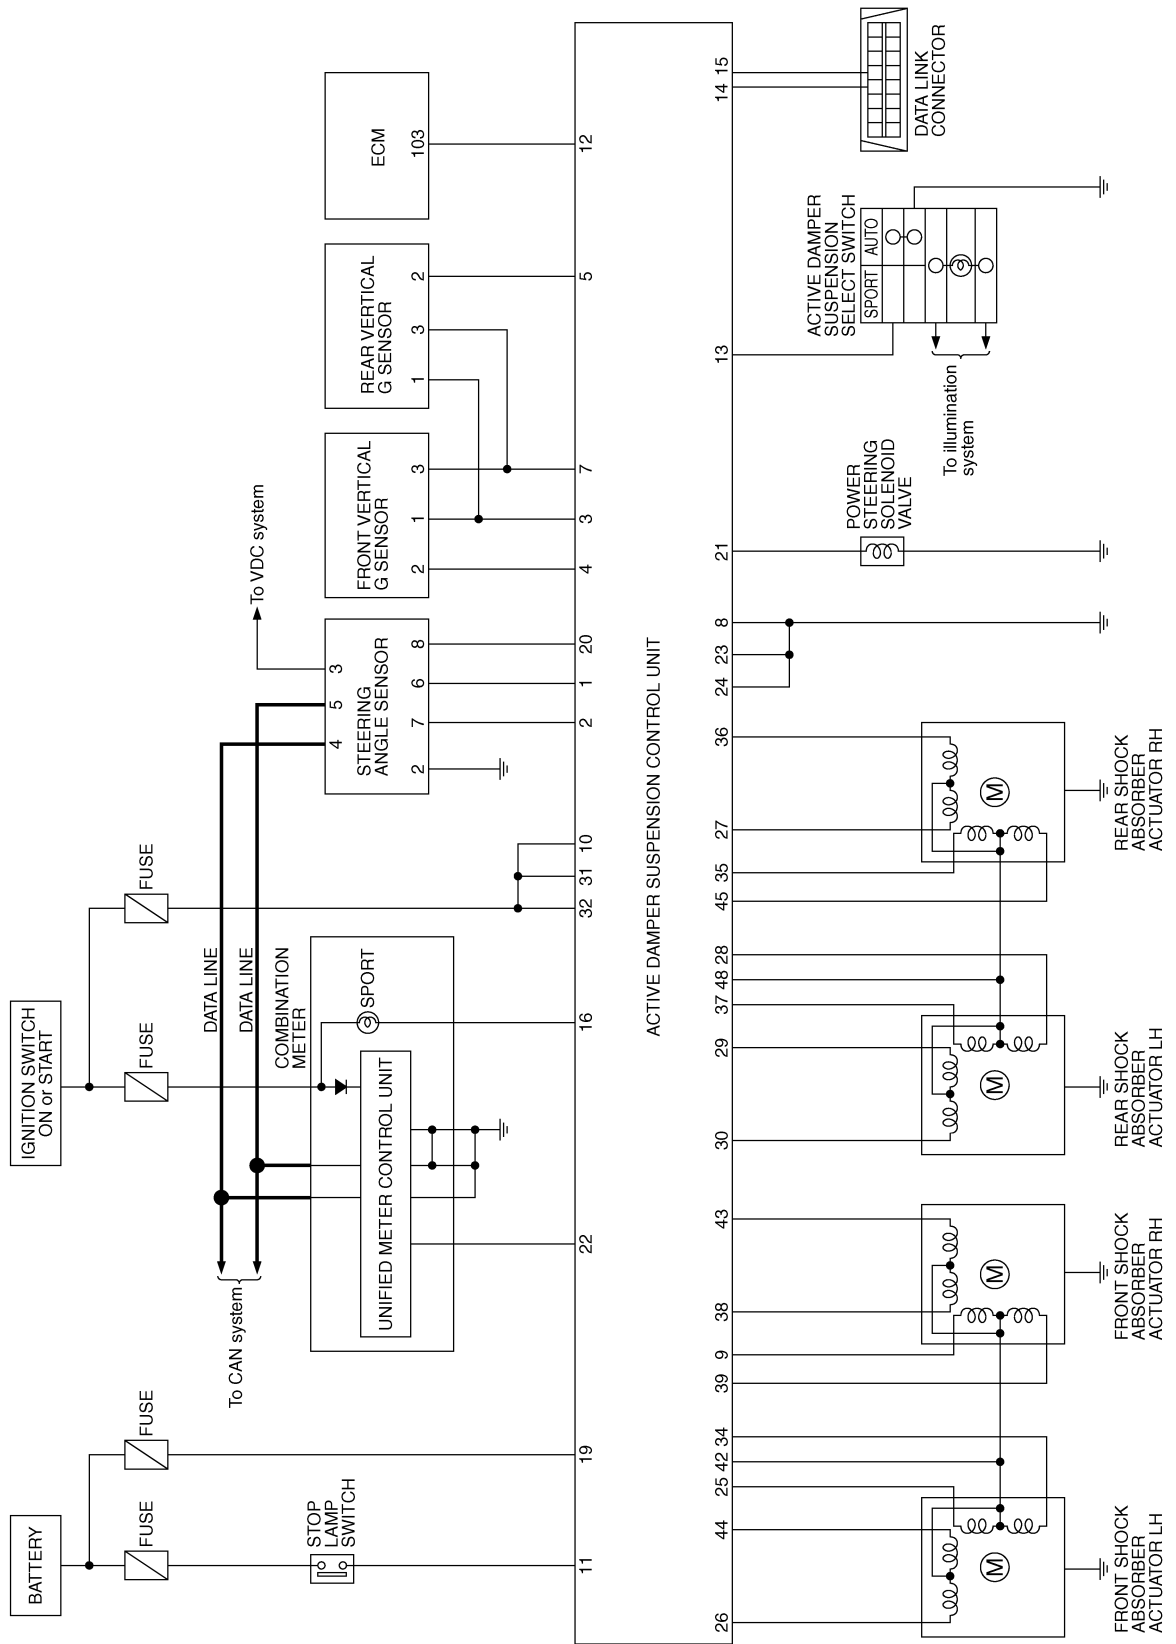 BATTERY
IGNITION SWITCH
ON or START
FUSE
FUSE
FUSE
FUSE
STOP
LAMP
SWITCH
To CAN system
DATA LINE
DATA LINE
COMBINATION
METER
UNIFIED METER CONTROL UNIT
SPORT
To VDC system
STEERING
ANGLE SENSOR
2 4 7 5 6 3 8
FRONT VERTICAL
G SENSOR
2 1 3
REAR VERTICAL
G SENSOR
1 3 2
ECM
103
11 19 22 16 32 31 10 2 1 20 4 3 7 5 12
ACTIVE DAMPER SUSPENSION CONTROL UNIT
26 44 25 42 34 39 9 38 43 30 29 37 48 28 45 35 27 36 24 23 8 21 13 14 15
M
FRONT SHOCK
ABSORBER
ACTUATOR LH
M
FRONT SHOCK
ABSORBER
ACTUATOR RH
M
REAR SHOCK
ABSORBER
ACTUATOR LH
M
REAR SHOCK
ABSORBER
ACTUATOR RH
POWER
STEERING
SOLENOID
VALVE
ACTIVE DAMPER
SUSPENSION
SELECT SWITCH
SPORT AUTO
To illumination
system
DATA LINK
CONNECTOR